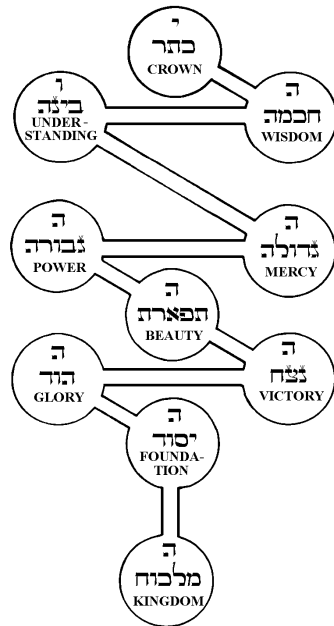 י
כתר
CROWN
ה
חכמה
WISDOM
ו
בינה
UNDER-
STANDING
ה
גדולה
MERCY
ה
גבורה
POWER
ה
תפארת
BEAUTY
ה
נצח
VICTORY
ה
הוד
GLORY
ה
יסוד
FOUNDA-
TION
ה
מלכוח
KINGDOM